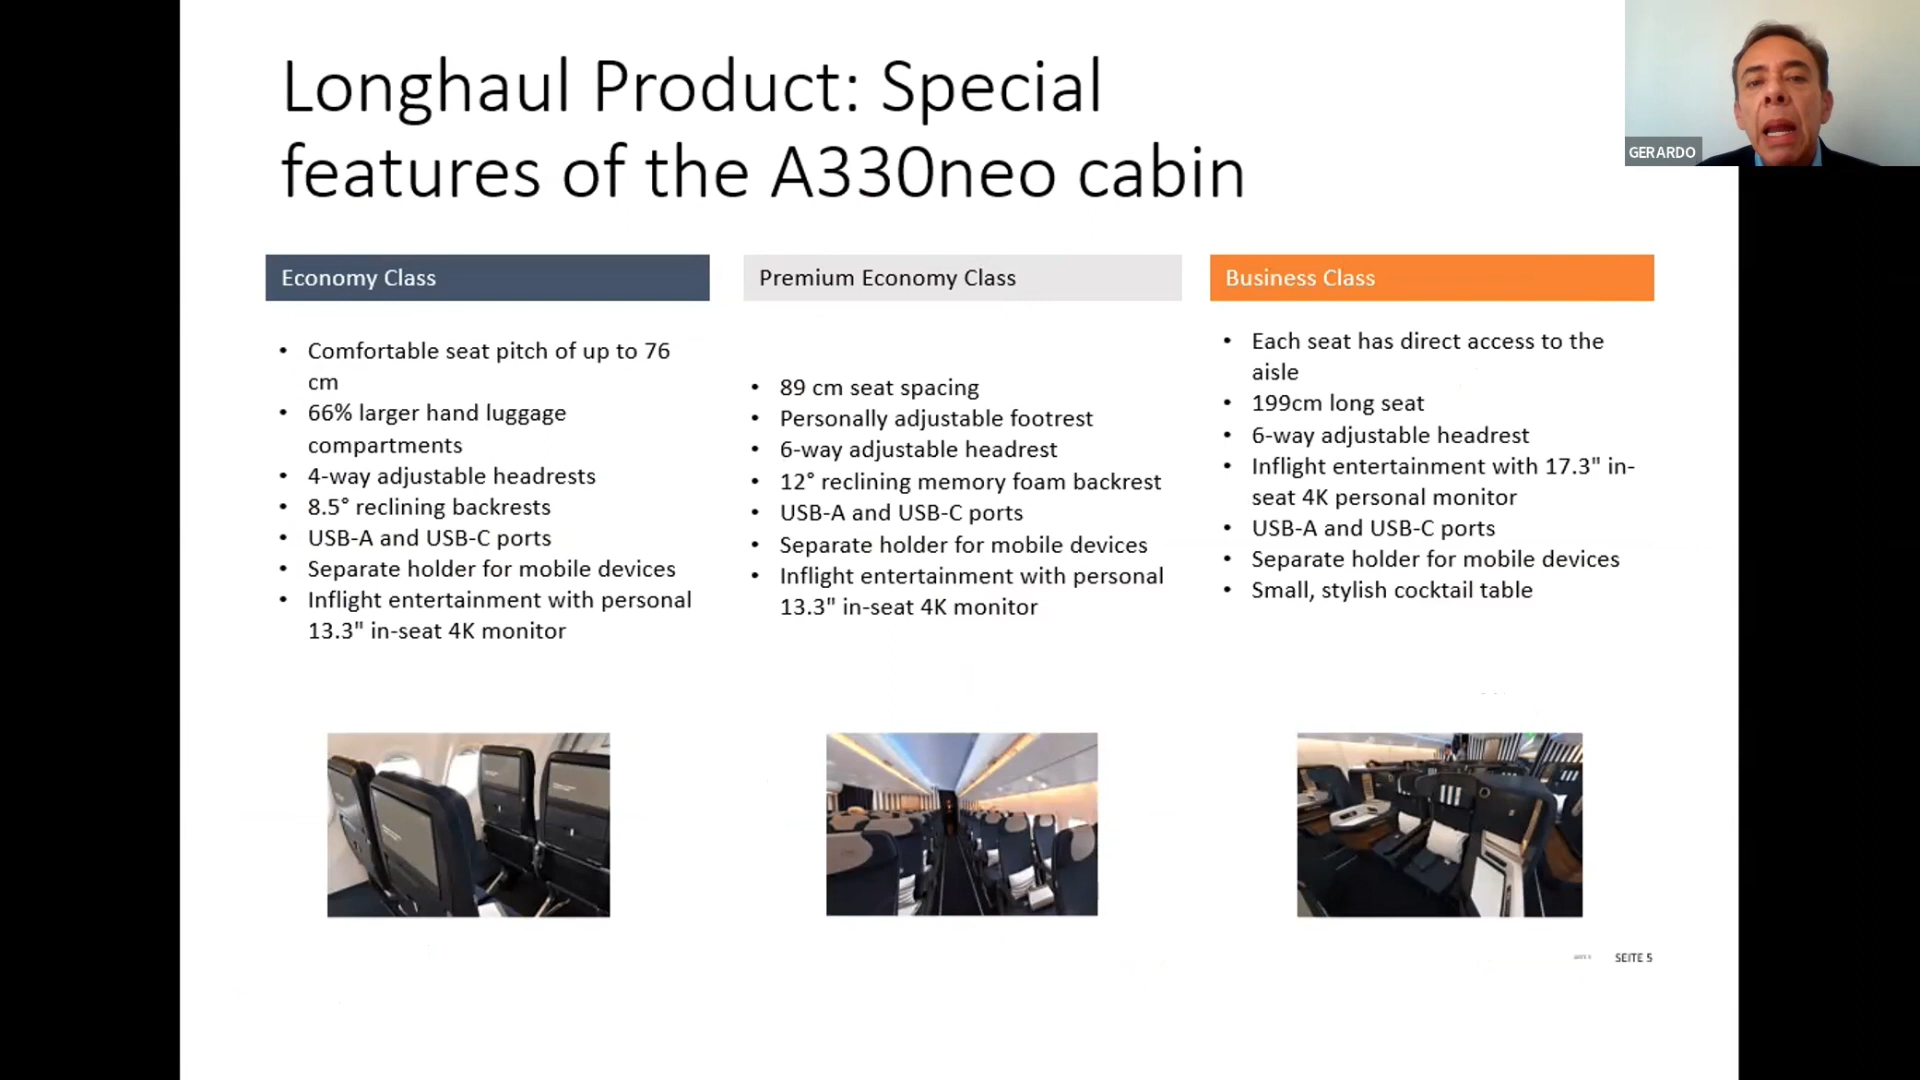 Longhaul Product: Special
features of the A330neo cabin
GERARDO
Economy Class
• Comfortable seat pitch of up to 76
cm
• 66% larger hand luggage
compartments
• 4-way adjustable headrests
• 8.5° reclining backrests
• USB-A and USB-C ports
• Separate holder for mobile devices
• Inflight entertainment with personal
13.3" in-seat 4K monitor
Premium Economy Class
• 89 cm seat spacing
• Personally adjustable footrest
• 6-way adjustable headrest
• 12° reclining memory foam backrest
• USB-A and USB-C ports
• Separate holder for mobile devices
• Inflight entertainment with personal
13.3" in-seat 4K monitor
Business Class
• Each seat has direct access to the
aisle
• 199cm long seat
• 6-way adjustable headrest
• Inflight entertainment with 17.3" in-
seat 4K personal monitor
• USB-A and USB-C ports
• Separate holder for mobile devices
• Small, stylish cocktail table
SEITE 5